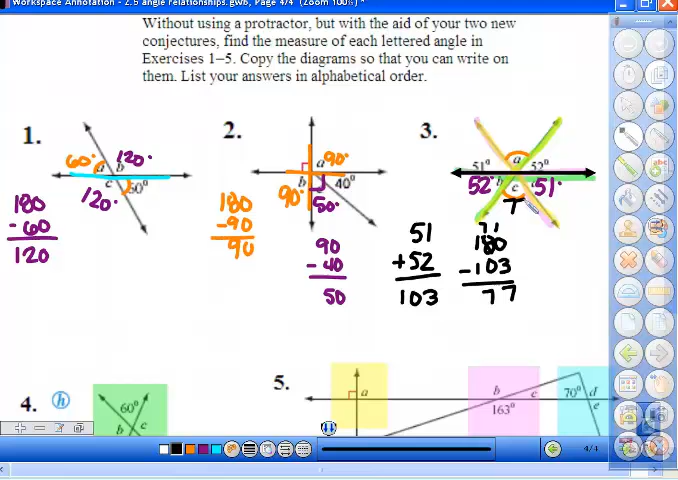 Workspace Annotation - 2.5 angle relationships.gwb, Page 4/4* (Zoom 100%)
Without using a protractor, but with the aid of your two new
conjectures, find the measure of each lettered angle in
Exercises 1–5. Copy the diagrams so that you can write on
them. List your answers in alphabetical order.
1.
60°
120°
a
b
c
60°
120°
180
- 60
120
2.
a
90°
b
40°
90°
50°
180
- 90
90
90
- 40
50
3.
51°
a
52°
52°
b
c
51°
7
51
+ 52
103
7 1
180
- 103
77
4.
h
60°
b
c
5.
a
b
c
163°
70°
d
e
4/4